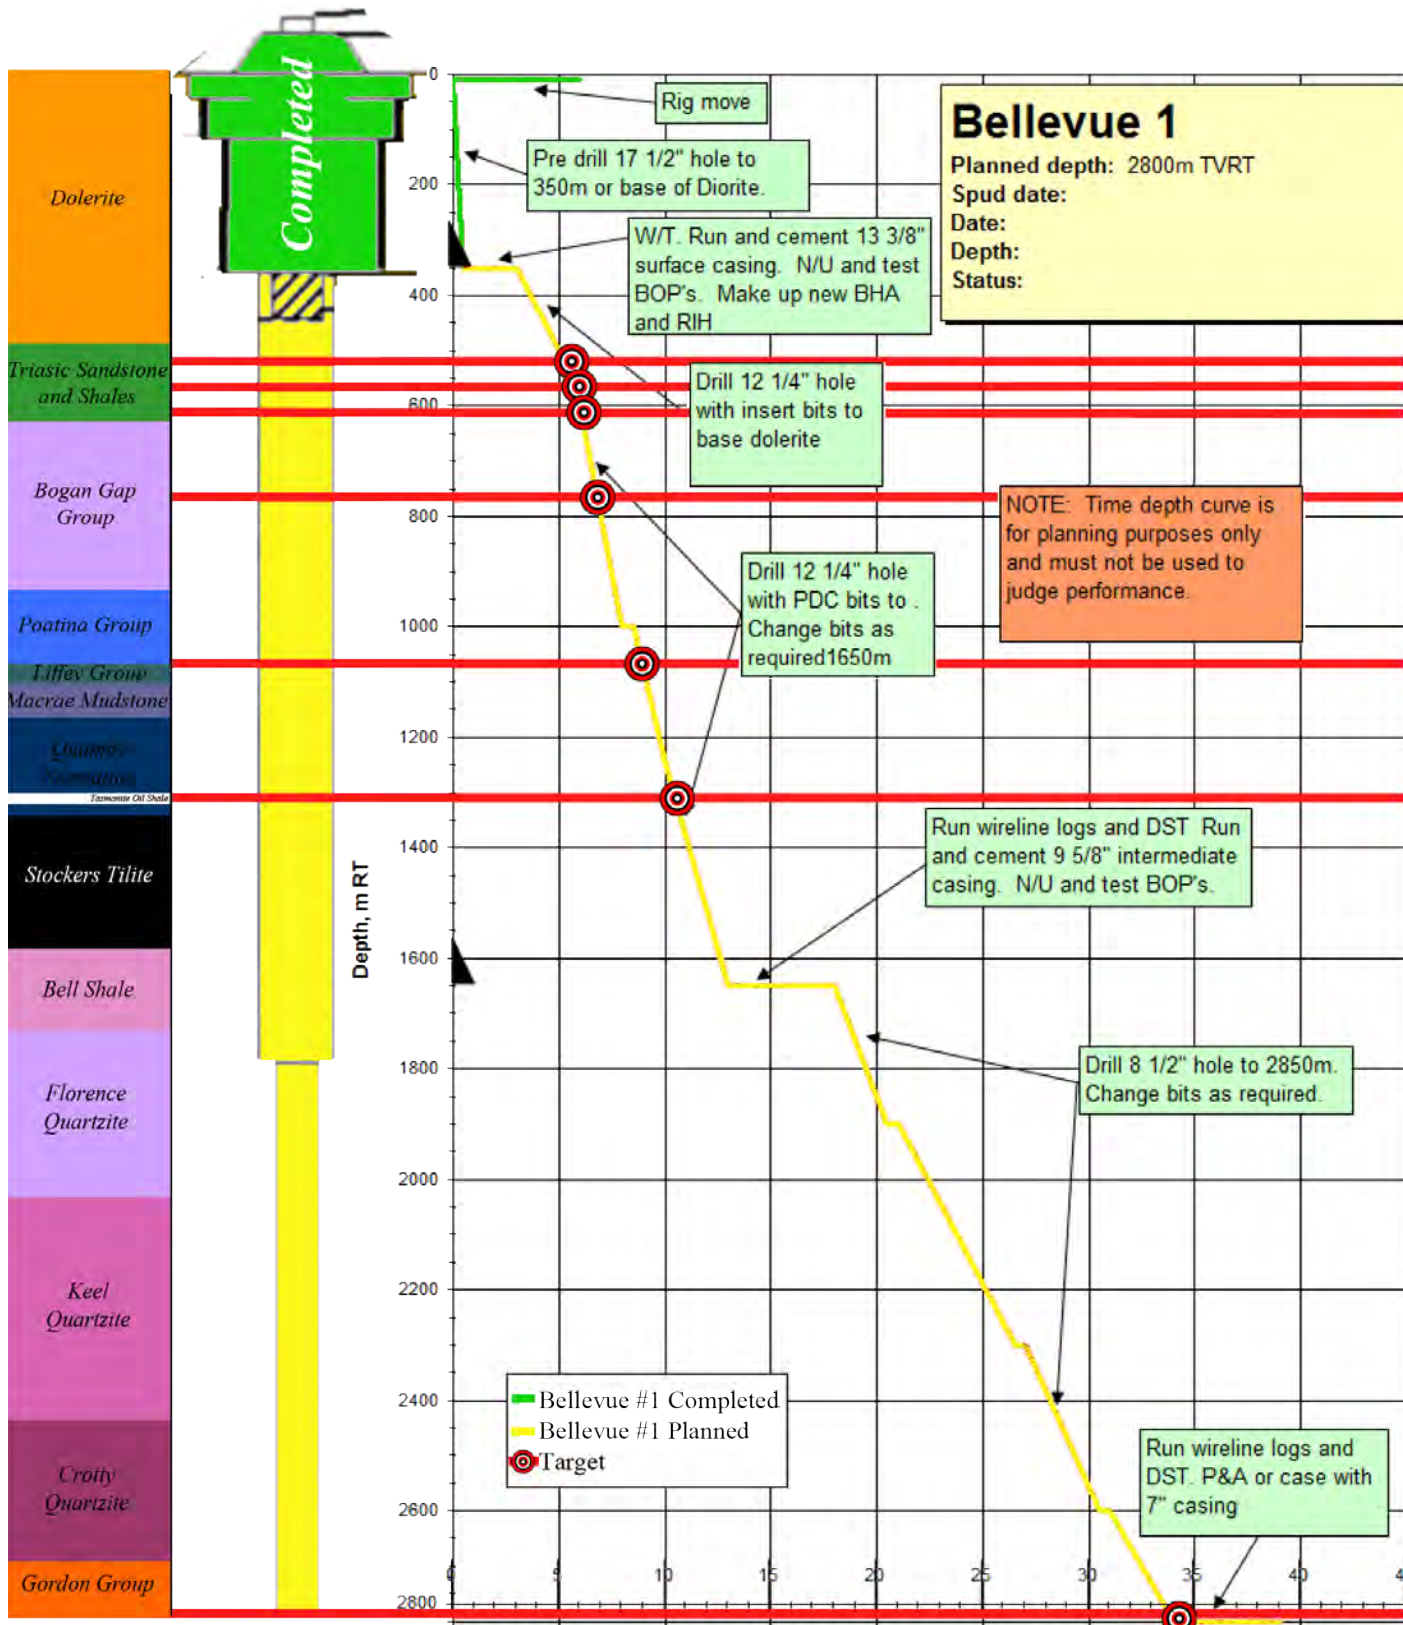 Completed
Dolerite
Triasic Sandstone
and Shales
Bogan Gap
Group
Poatina Group
Liffey Group
Macrae Mudstone
Tasmanite Oil Shale
Stockers Tilite
Bell Shale
Florence
Quartzite
Keel
Quartzite
Crotty
Quartzite
Gordon Group
Depth, m RT
0
200
400
600
800
1000
1200
1400
1600
1800
2000
2200
2400
2600
2800
Rig move
Pre drill 17 1/2" hole to
350m or base of Diorite.
W/T. Run and cement 13 3/8"
surface casing. N/U and test
BOP's. Make up new BHA
and RIH
Drill 12 1/4" hole
with insert bits to
base dolerite
Drill 12 1/4" hole
with PDC bits to .
Change bits as
required1650m
Run wireline logs and DST Run
and cement 9 5/8" intermediate
casing. N/U and test BOP's.
Drill 8 1/2" hole to 2850m.
Change bits as required.
Run wireline logs and
DST. P&A or case with
7" casing
Bellevue 1
Planned depth: 2800m TVRT
Spud date:
Date:
Depth:
Status:
NOTE: Time depth curve is
for planning purposes only
and must not be used to
judge performance.
Bellevue #1 Completed
Bellevue #1 Planned
Target
0 5 10 15 20 25 30 35 40